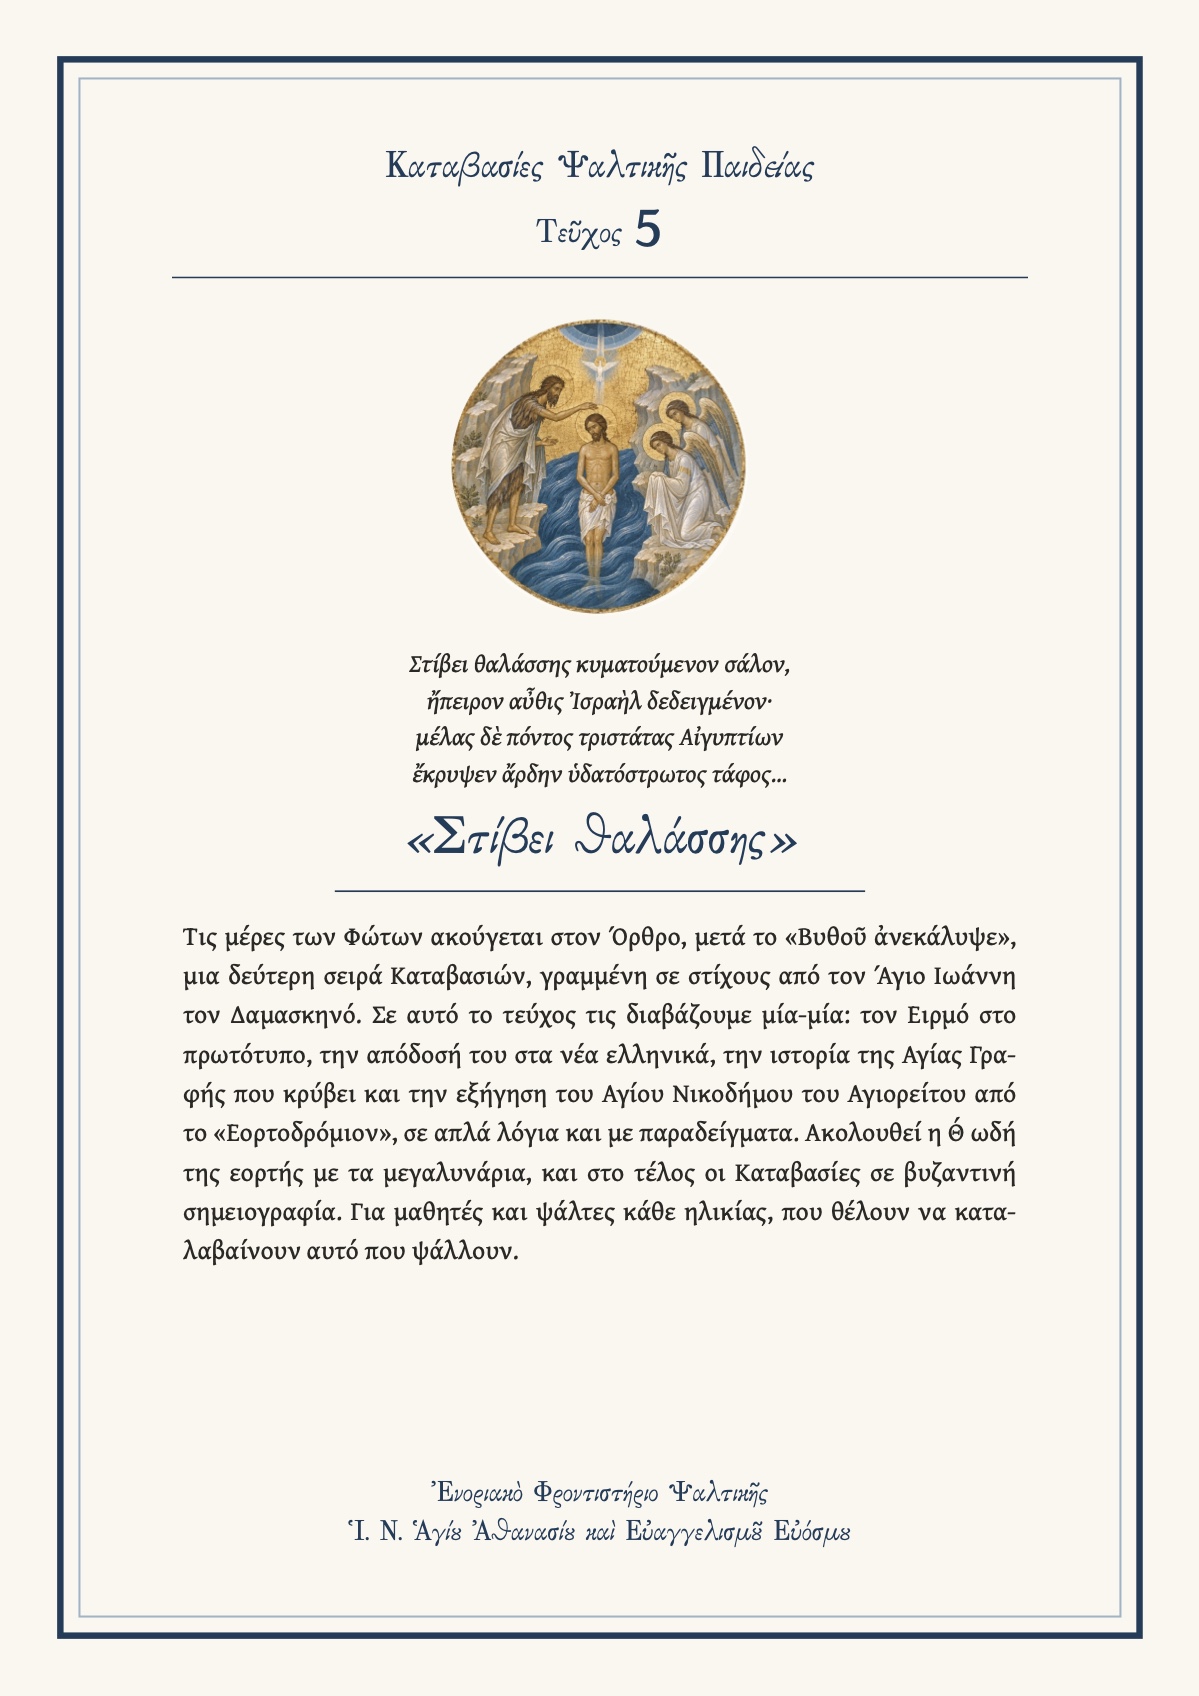 Καταβασίες Ψαλτικῆς Παιδείας
Τεῦχος 5
Στίβει θαλάσσης κυματούμενον σάλον,
ἤπειρον αὖθις Ἰσραὴλ δεδειγμένον·
μέλας δὲ πόντος τριστάτας Αἰγυπτίων
ἔκρυψεν ἄρδην ὑδατόστρωτος τάφος...
«Στίβει θαλάσσης»
Τις μέρες των Φώτων ακούγεται στον Όρθρο, μετά το «Βυθοῦ ἀνεκάλυψε»,
μια δεύτερη σειρά Καταβασιών, γραμμένη σε στίχους από τον Άγιο Ιωάννη
τον Δαμασκηνό. Σε αυτό το τεύχος τις διαβάζουμε μία-μία: τον Ειρμό στο
πρωτότυπο, την απόδοσή του στα νέα ελληνικά, την ιστορία της Αγίας Γρα-
φής που κρύβει και την εξήγηση του Αγίου Νικοδήμου του Αγιορείτου από
το «Εορτοδρόμιον», σε απλά λόγια και με παραδείγματα. Ακολουθεί η Θ́ ωδή
της εορτής με τα μεγαλυνάρια, και στο τέλος οι Καταβασίες σε βυζαντινή
σημειογραφία. Για μαθητές και ψάλτες κάθε ηλικίας, που θέλουν να κατα-
λαβαίνουν αυτό που ψάλλουν.
Ἐνοριακὸ Φροντιστήριο Ψαλτικῆς
Ἱ. Ν. Ἁγίȣ Ἀθανασίȣ καὶ Εὐαγγελισμȣ͂ Εὐόσμȣ